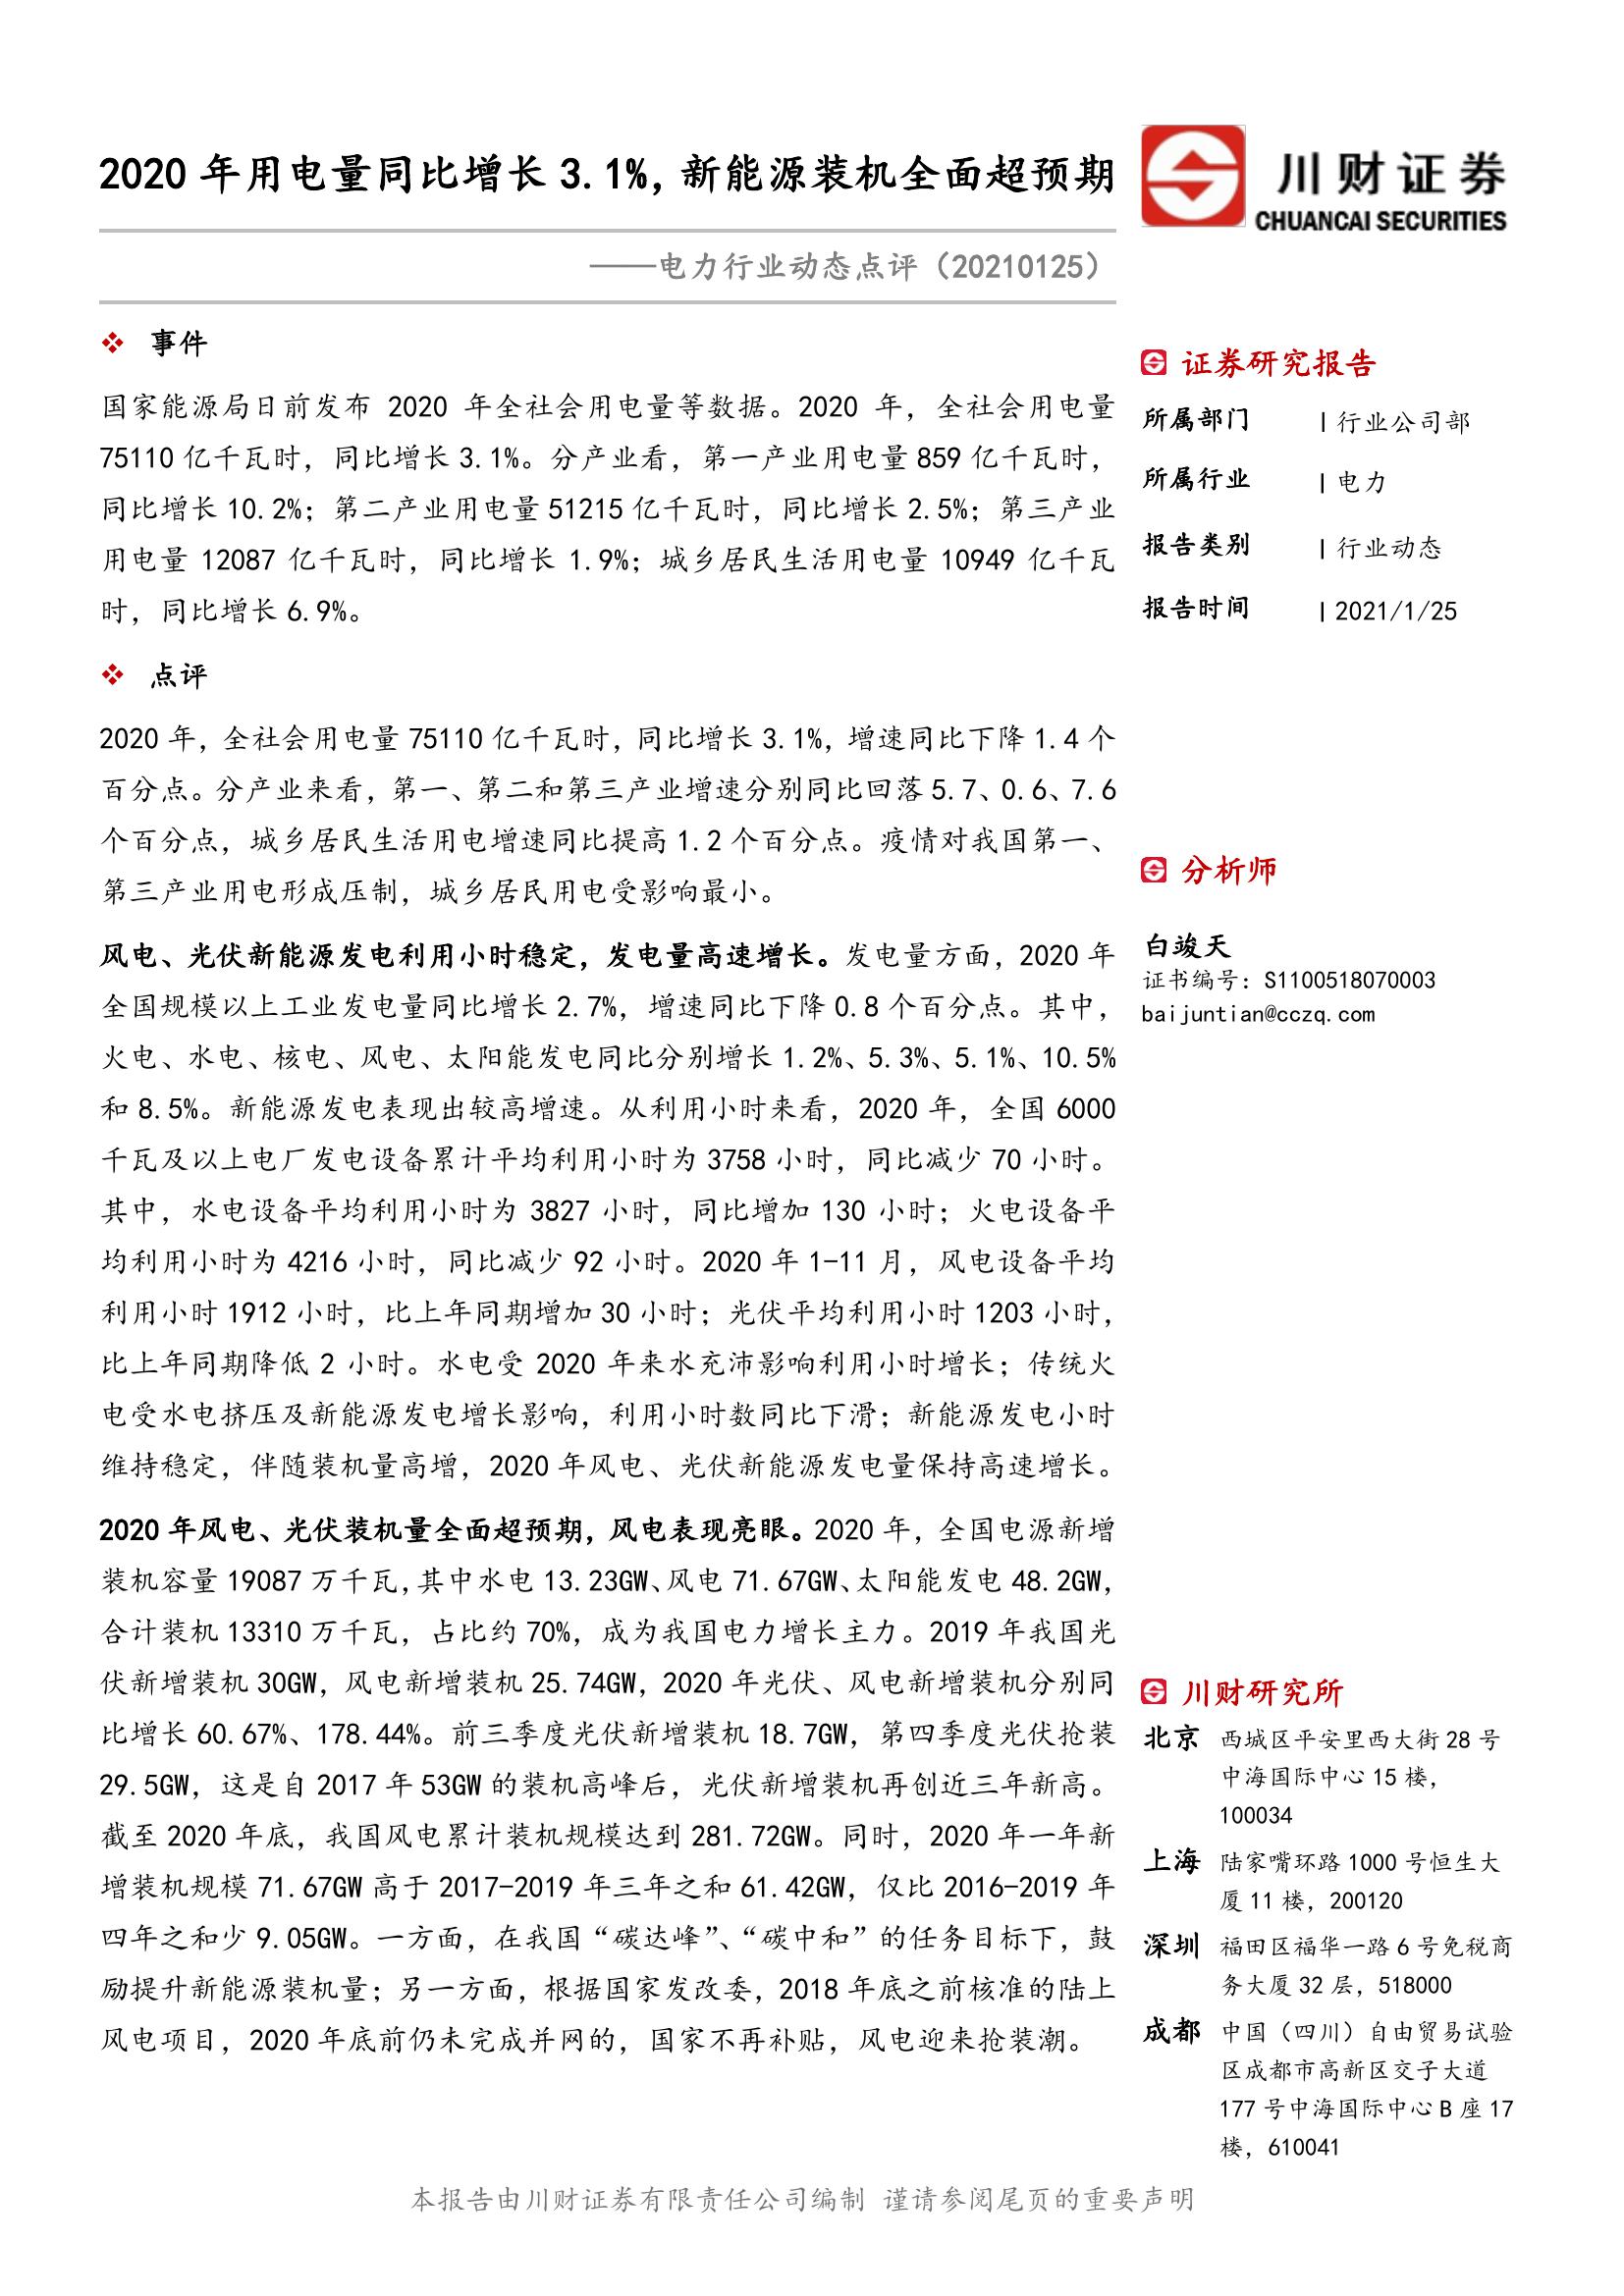 2020 年用电量同比增长 3.1%,新能源装机全面超预期
——电力行业动态点评（20210125）
川财证券
CHUANCAI SECURITIES
事件
国家能源局日前发布 2020 年全社会用电量等数据。2020 年，全社会用电量
75110 亿千瓦时，同比增长 3.1%。分产业看，第一产业用电量 859 亿千瓦时，
同比增长 10.2%；第二产业用电量 51215 亿千瓦时，同比增长 2.5%；第三产业
用电量 12087 亿千瓦时，同比增长 1.9%；城乡居民生活用电量 10949 亿千瓦
时，同比增长 6.9%。
点评
2020 年，全社会用电量 75110 亿千瓦时，同比增长 3.1%，增速同比下降 1.4 个
百分点。分产业来看，第一、第二和第三产业增速分别同比回落 5.7、0.6、7.6
个百分点，城乡居民生活用电增速同比提高 1.2 个百分点。疫情对我国第一、
第三产业用电形成压制，城乡居民用电受影响最小。
风电、光伏新能源发电利用小时稳定，发电量高速增长。发电量方面，2020 年
全国规模以上工业发电量同比增长 2.7%，增速同比下降 0.8 个百分点。其中，
火电、水电、核电、风电、太阳能发电同比分别增长 1.2%、5.3%、5.1%、10.5%
和 8.5%。新能源发电表现出较高增速。从利用小时来看，2020 年，全国 6000
千瓦及以上电厂发电设备累计平均利用小时为 3758 小时，同比减少 70 小时。
其中，水电设备平均利用小时为 3827 小时，同比增加 130 小时；火电设备平
均利用小时为 4216 小时，同比减少 92 小时。2020 年 1-11 月，风电设备平均
利用小时 1912 小时，比上年同期增加 30 小时；光伏平均利用小时 1203 小时，
比上年同期降低 2 小时。水电受 2020 年来水充沛影响利用小时增长；传统火
电受水电挤压及新能源发电增长影响，利用小时数同比下滑；新能源发电小时
维持稳定，伴随装机量高增，2020 年风电、光伏新能源发电量保持高速增长。
2020 年风电、光伏装机量全面超预期，风电表现亮眼。2020 年，全国电源新增
装机容量 19087 万千瓦，其中水电 13.23GW、风电 71.67GW、太阳能发电 48.2GW，
合计装机 13310 万千瓦，占比约 70%，成为我国电力增长主力。2019 年我国光
伏新增装机 30GW，风电新增装机 25.74GW，2020 年光伏、风电新增装机分别同
比增长 60.67%、178.44%。前三季度光伏新增装机 18.7GW，第四季度光伏抢装
29.5GW，这是自 2017 年 53GW 的装机高峰后，光伏新增装机再创近三年新高。
截至 2020 年底，我国风电累计装机规模达到 281.72GW。同时，2020 年一年新
增装机规模 71.67GW 高于 2017-2019 年三年之和 61.42GW，仅比 2016-2019 年
四年之和少 9.05GW。一方面，在我国“碳达峰”、“碳中和”的任务目标下，鼓
励提升新能源装机量；另一方面，根据国家发改委，2018 年底之前核准的陆上
风电项目，2020 年底前仍未完成并网的，国家不再补贴，风电迎来抢装潮。
证券研究报告
所属部门 | 行业公司部
所属行业 | 电力
报告类别 | 行业动态
报告时间 | 2021/1/25
分析师
白竣天
证书编号：S1100518070003
baijuntian@cczq.com
川财研究所
北京 西城区平安里西大街 28 号
中海国际中心 15 楼，
100034
上海 陆家嘴环路 1000 号恒生大
厦 11 楼，200120
深圳 福田区福华一路 6 号免税商
务大厦 32 层，518000
成都 中国（四川）自由贸易试验
区成都市高新区交子大道
177 号中海国际中心 B 座 17
楼，610041
本报告由川财证券有限责任公司编制 谨请参阅尾页的重要声明